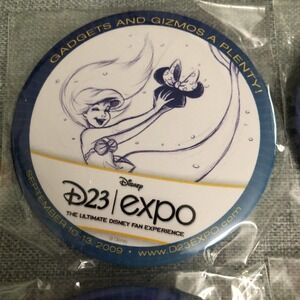 GADGETS AND GIZMOS A PLENTY!
Disney
D23 | expo
THE ULTIMATE DISNEY FAN EXPERIENCE
SEPTEMBER 10-13, 2009 • www.D23EXPO.com